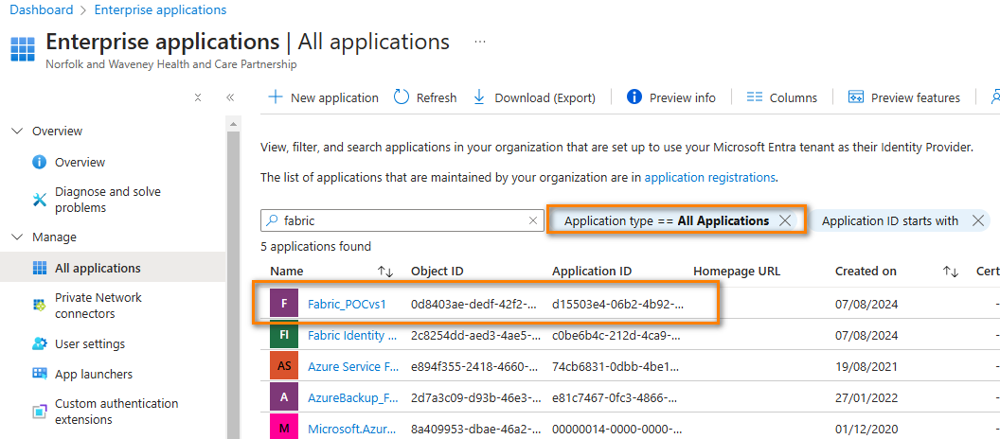 Dashboard > Enterprise applications
Enterprise applications | All applications ...
Norfolk and Waveney Health and Care Partnership
New application Refresh Download (Export) Preview info Columns Preview features
Overview
Overview
Diagnose and solve
problems
Manage
All applications
Private Network
connectors
User settings
App launchers
Custom authentication
extensions
View, filter, and search applications in your organization that are set up to use your Microsoft Entra tenant as their Identity Provider.
The list of applications that are maintained by your organization are in application registrations.
fabric Application type == All Applications Application ID starts with
5 applications found
Name Object ID Application ID Homepage URL Created on Cert
F Fabric_POCvs1 0d8403ae-dedf-42f2-... d15503e4-06b2-4b92-... 07/08/2024 -
FI Fabric Identity ... 2c8254dd-aed3-4ae5-... c0be6b4c-212d-4ca9-... 07/08/2024 -
AS Azure Service F... e894f355-2418-4660-... 74cb6831-0dbb-4be1... 19/08/2021 -
A AzureBackup_F... 2d7a3c09-d93b-46e3-... e81c7467-0fc3-4866-... 27/01/2022 -
M Microsoft.Azur... 8a409953-dbae-46a2-... 00000014-0000-0000-... 01/12/2020 -